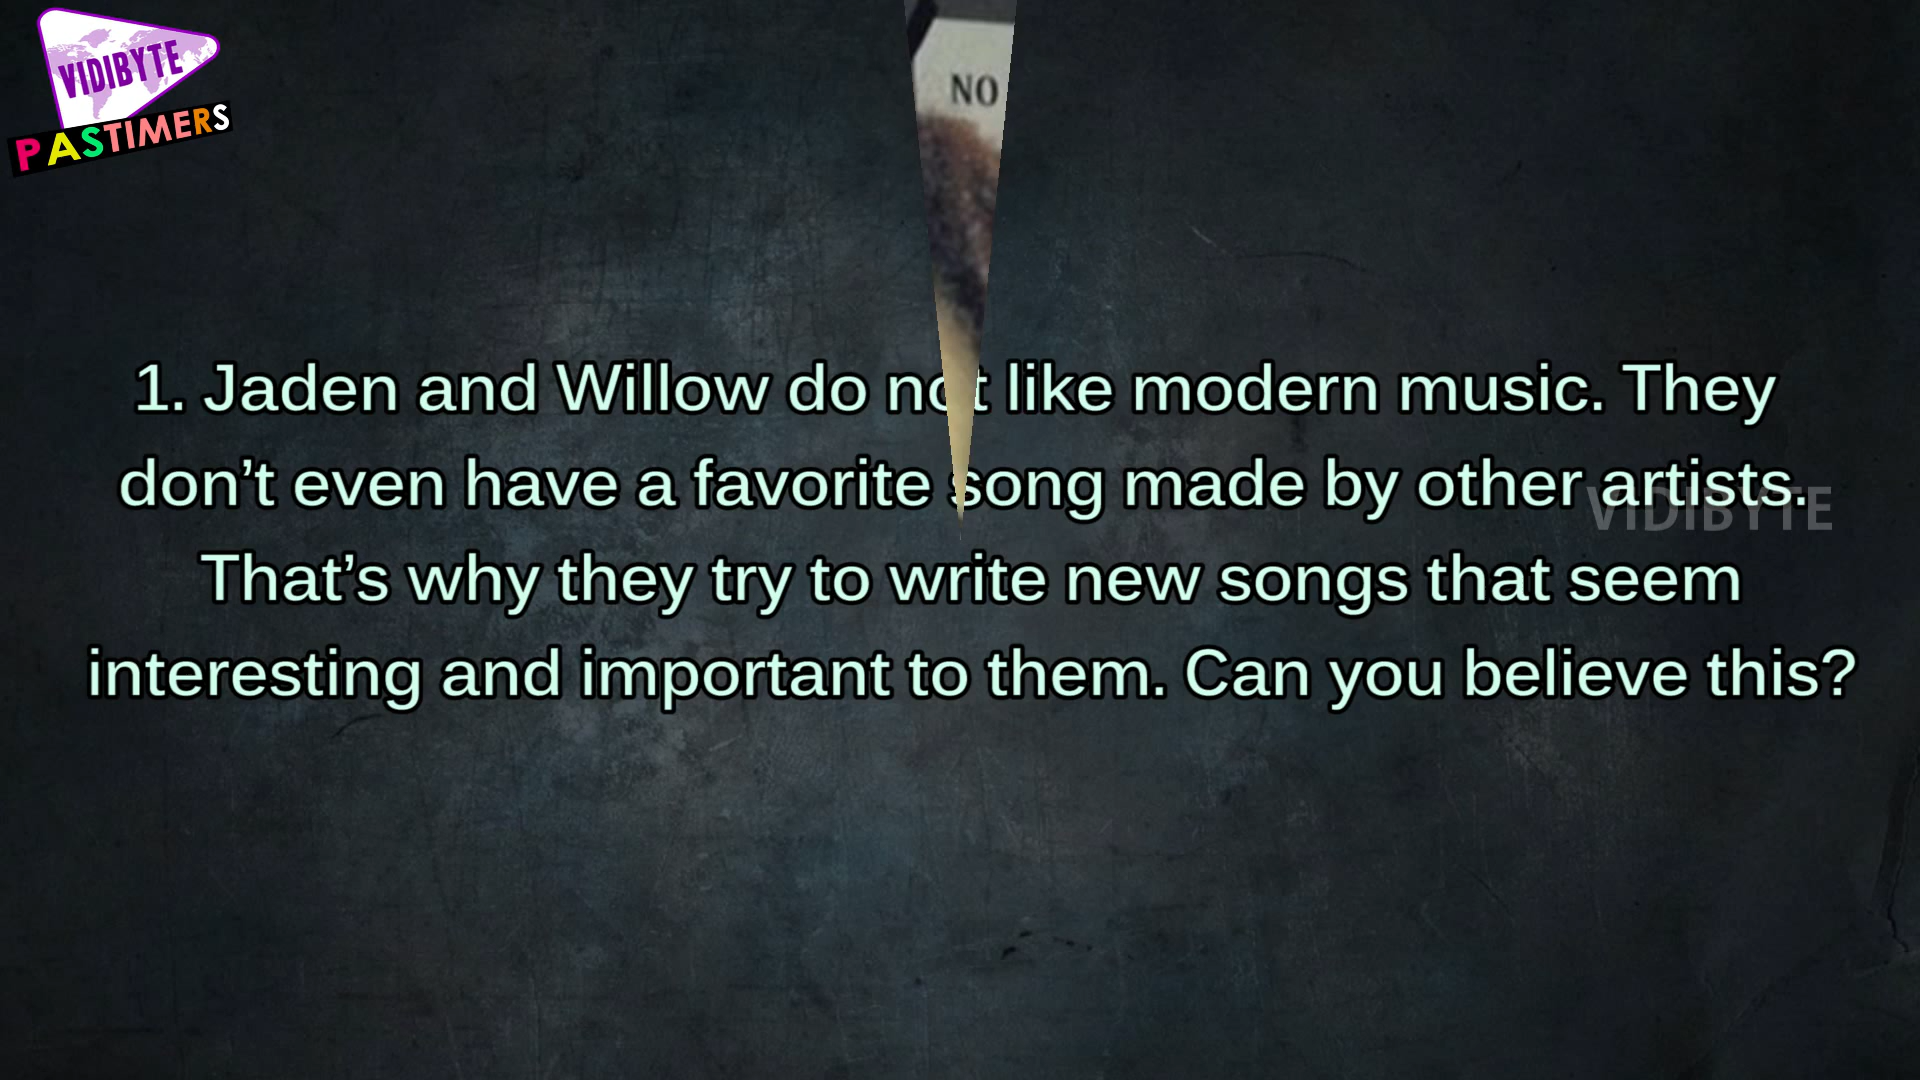 VIDIBYTE
PASTIMERS
NO
1. Jaden and Willow do not like modern music. They
don’t even have a favorite song made by other artists.
VIDIBYTE
That’s why they try to write new songs that seem
interesting and important to them. Can you believe this?